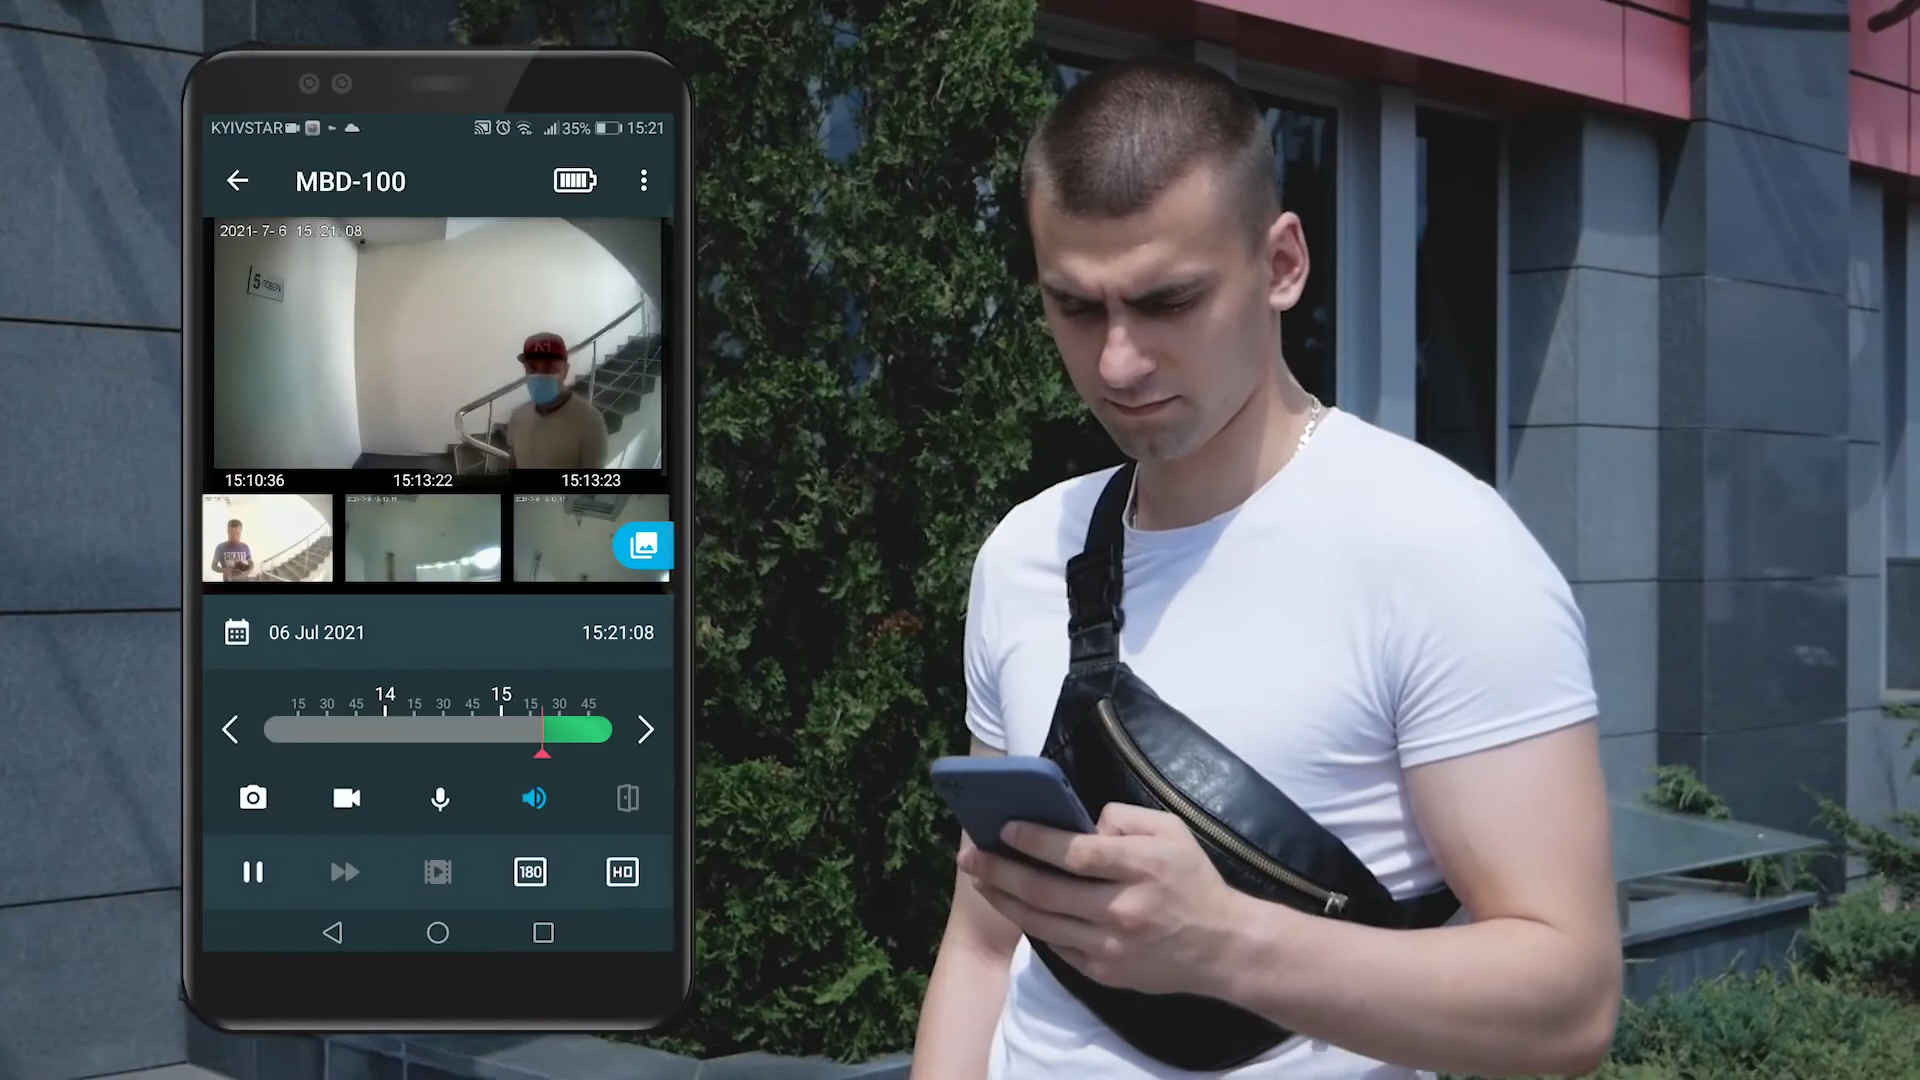 KYIVSTAR 35% 15:21
MBD-100
2021-7-6 15:21:08
5 ПОВЕРХ
15:10:36 15:13:22 15:13:23
SKATE
06 Jul 2021 15:21:08
14 15
15 30 45 15 30 45 15 30 45
180 HD